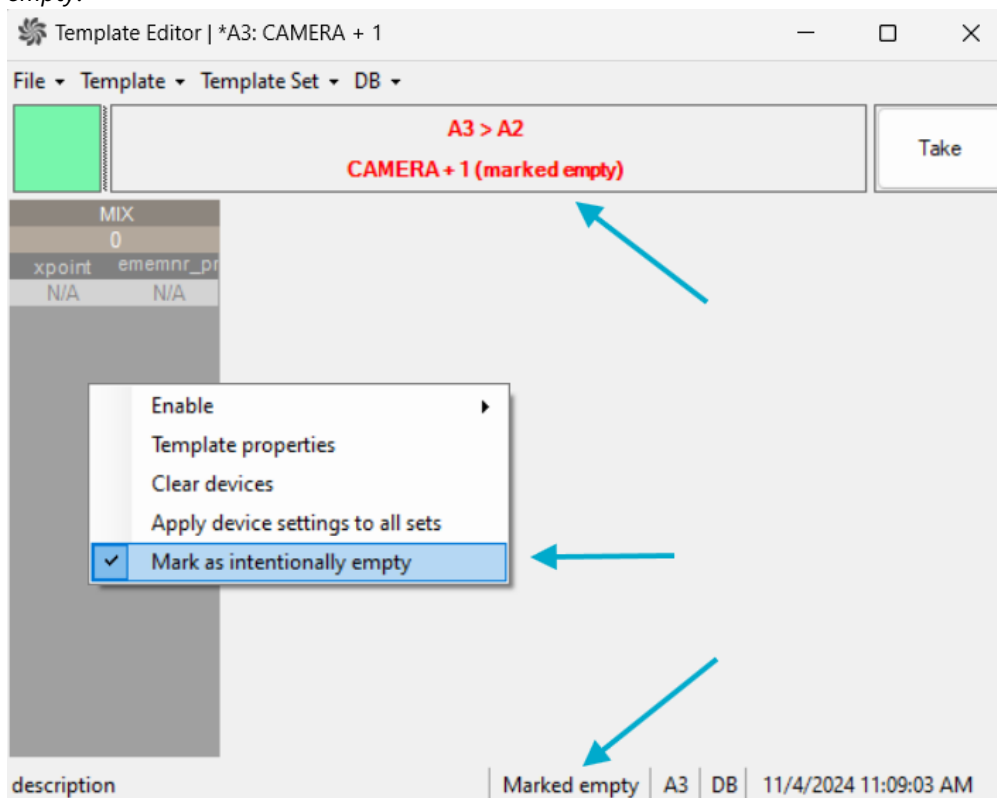 empty.
Template Editor | *A3: CAMERA + 1
File Template Template Set DB
A3 > A2
CAMERA + 1 (marked empty)
Take
MIX
0
xpoint ememnr_pr
N/A N/A
Enable
Template properties
Clear devices
Apply device settings to all sets
Mark as intentionally empty
description Marked empty A3 DB 11/4/2024 11:09:03 AM